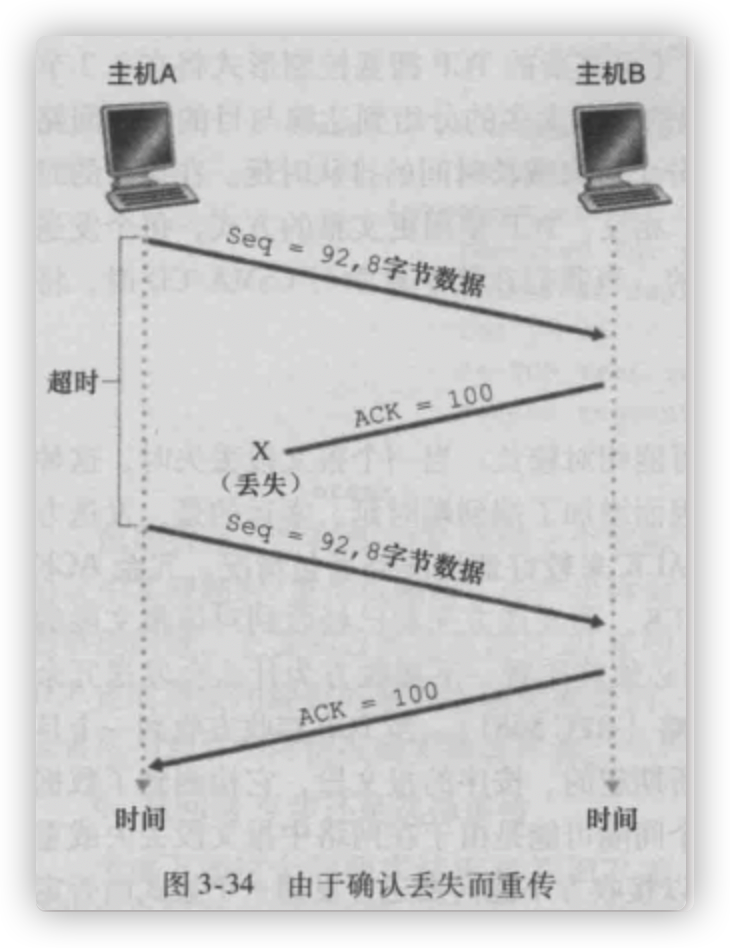 主机A
主机B
Seq = 92,8字节数据
超时
ACK = 100
X
（丢失）
Seq = 92,8字节数据
ACK = 100
时间
时间
图 3-34 由于确认丢失而重传